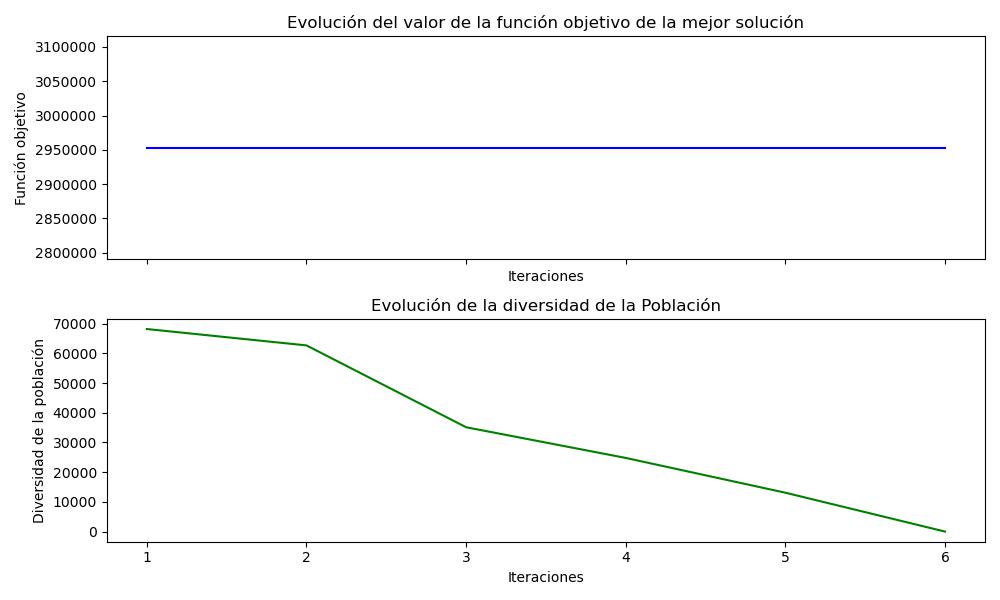 Evolución del valor de la función objetivo de la mejor solución
3100000
3050000
3000000
2950000
2900000
2850000
2800000
Función objetivo
Iteraciones
Evolución de la diversidad de la Población
70000
60000
50000
40000
30000
20000
10000
0
Diversidad de la población
1 2 3 4 5 6
Iteraciones